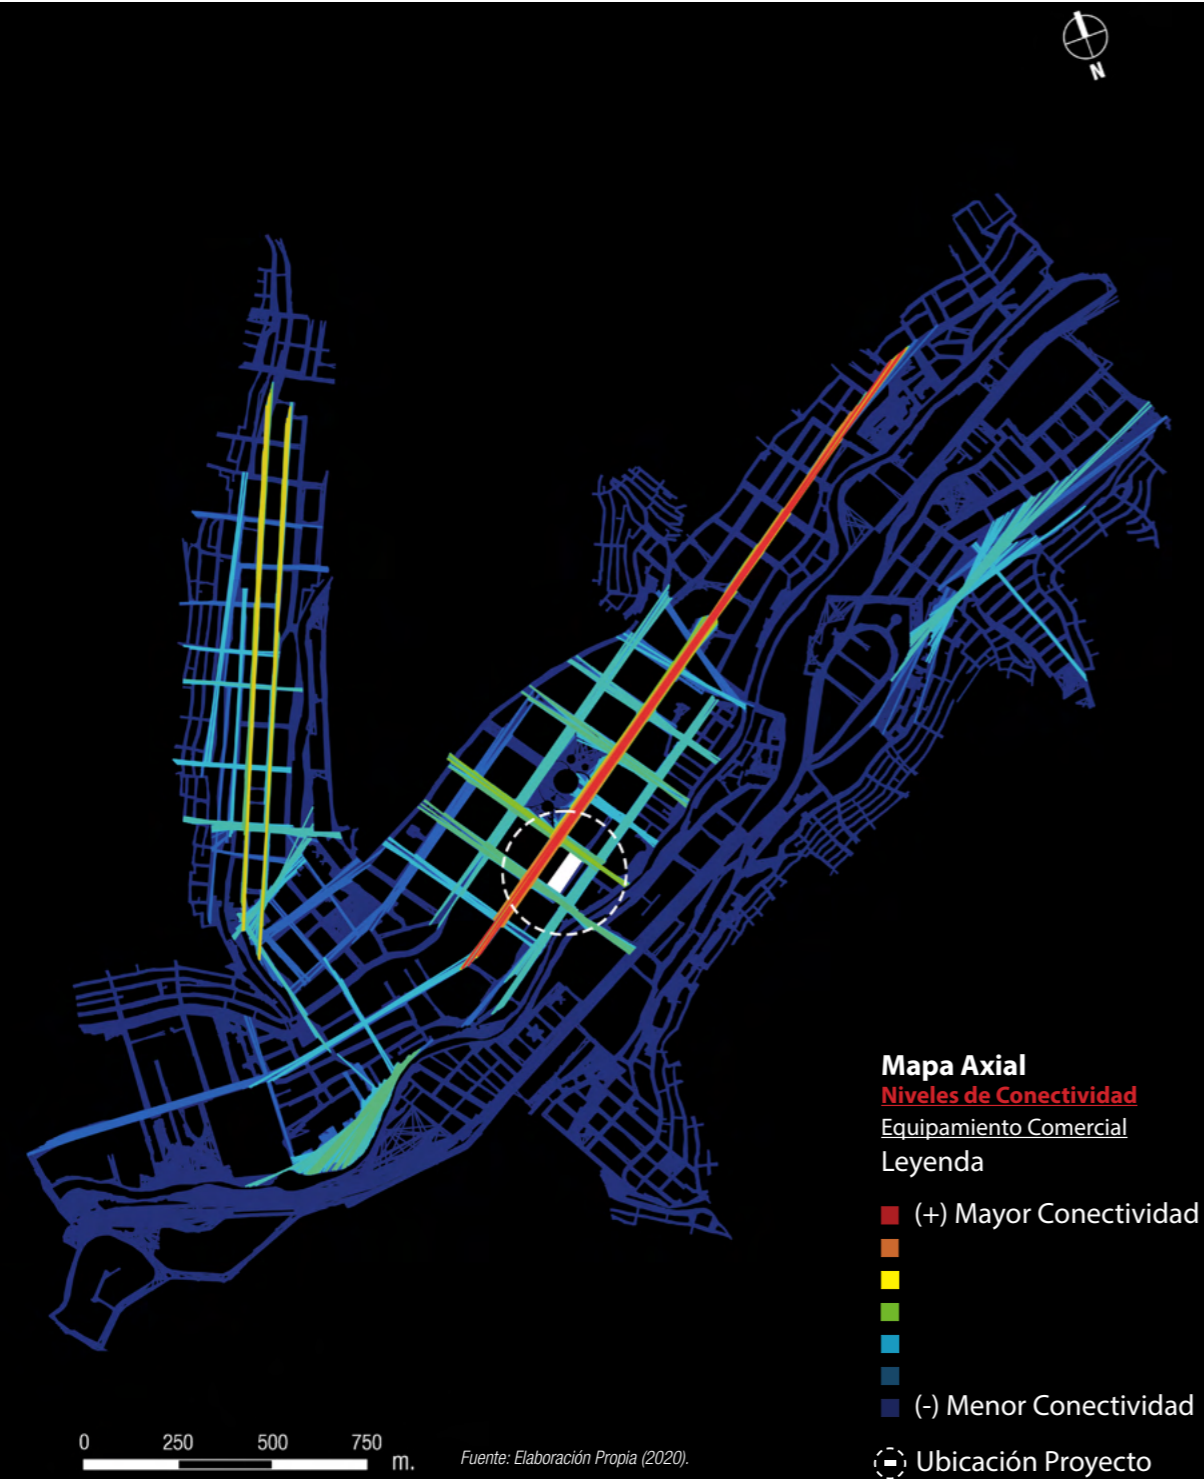 N
Mapa Axial
Niveles de Conectividad
Equipamiento Comercial
Leyenda
(+) Mayor Conectividad
(-) Menor Conectividad
Ubicación Proyecto
0 250 500 750 m.
Fuente: Elaboración Propia (2020).